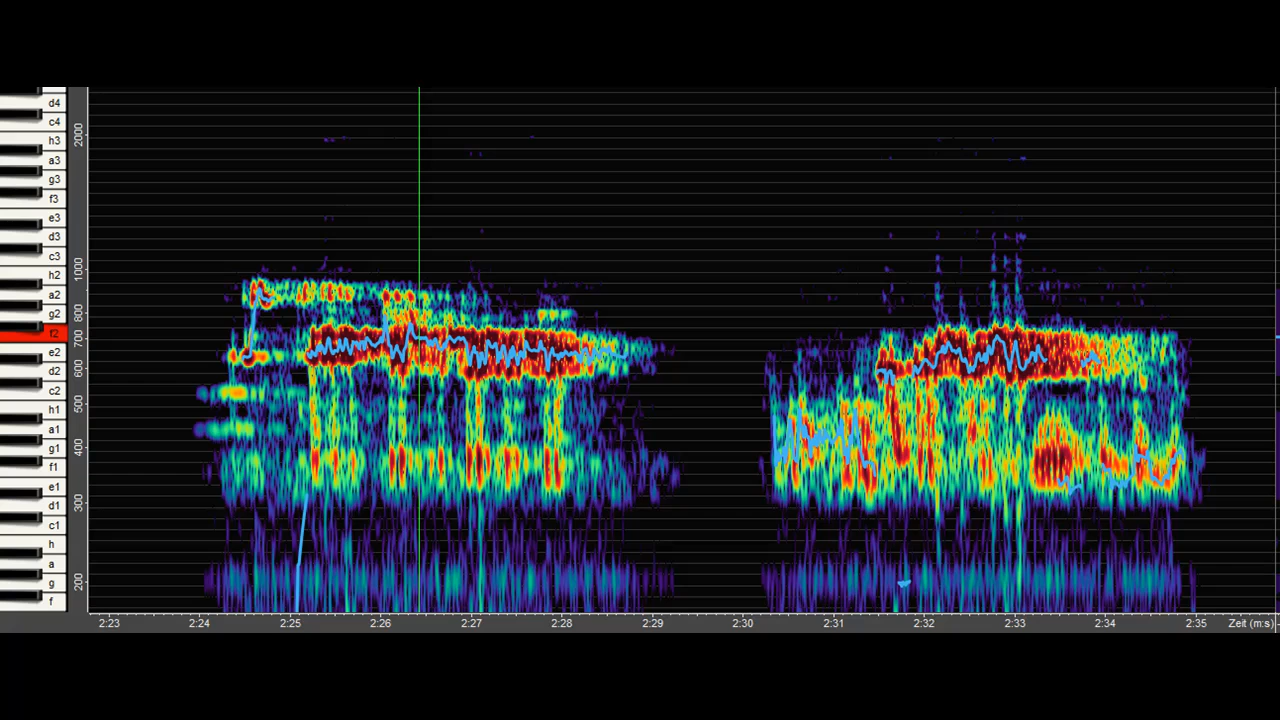 d4
c4
h3
a3
g3
f3
e3
d3
c3
h2
a2
g2
f2
e2
d2
c2
h1
a1
g1
f1
e1
d1
c1
h
a
g
f
2000
1000
800
700
600
500
400
300
200
2:23 2:24 2:25 2:26 2:27 2:28 2:29 2:30 2:31 2:32 2:33 2:34 2:35 Zeit (m:s)